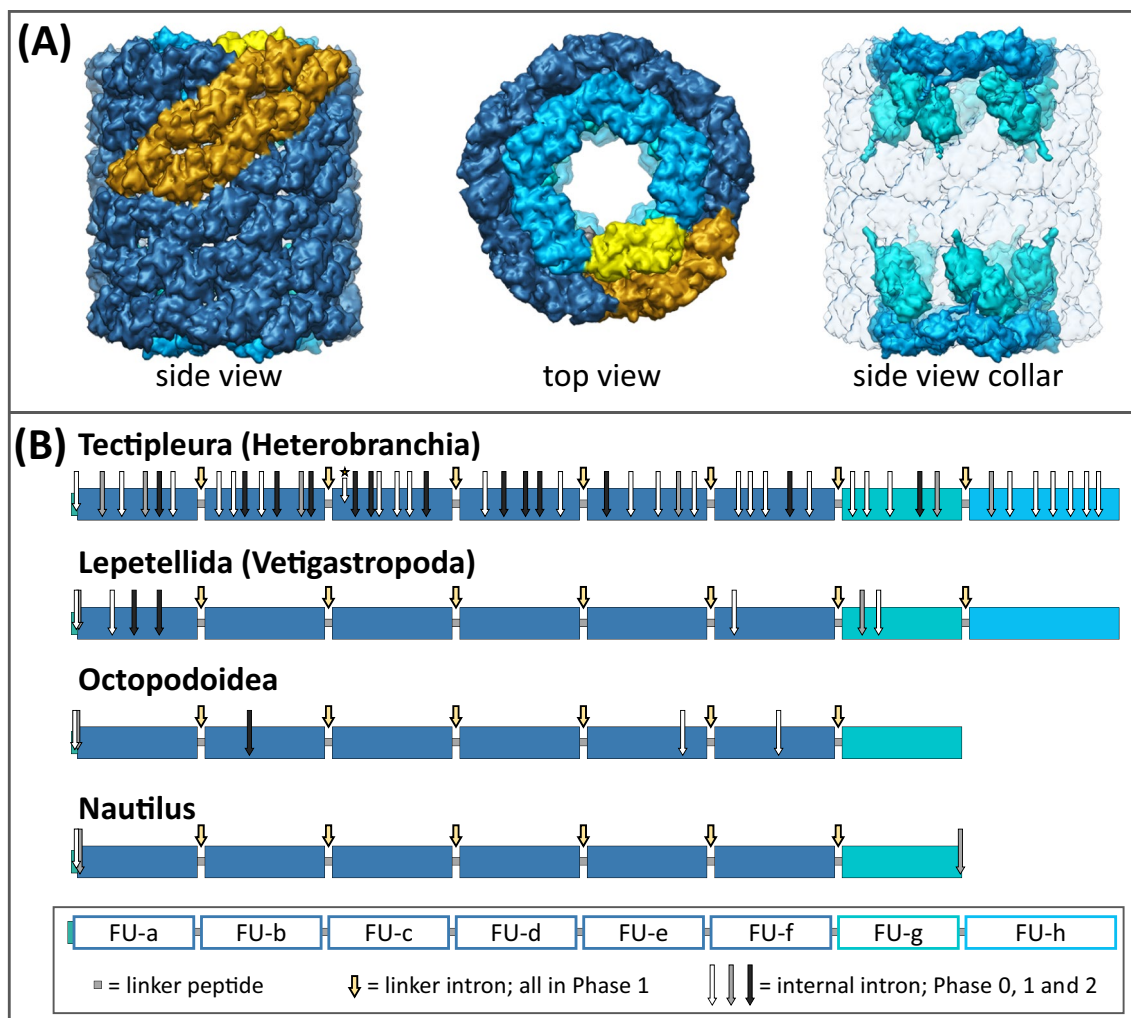 (A)
side view
top view
side view collar
(B)
Tectipleura (Heterobranchia)
Lepetellida (Vetigastropoda)
Octopodoidea
Nautilus
FU-a FU-b FU-c FU-d FU-e FU-f FU-g FU-h
= linker peptide = linker intron; all in Phase 1 = internal intron; Phase 0, 1 and 2